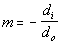 m = - d_i / d_o